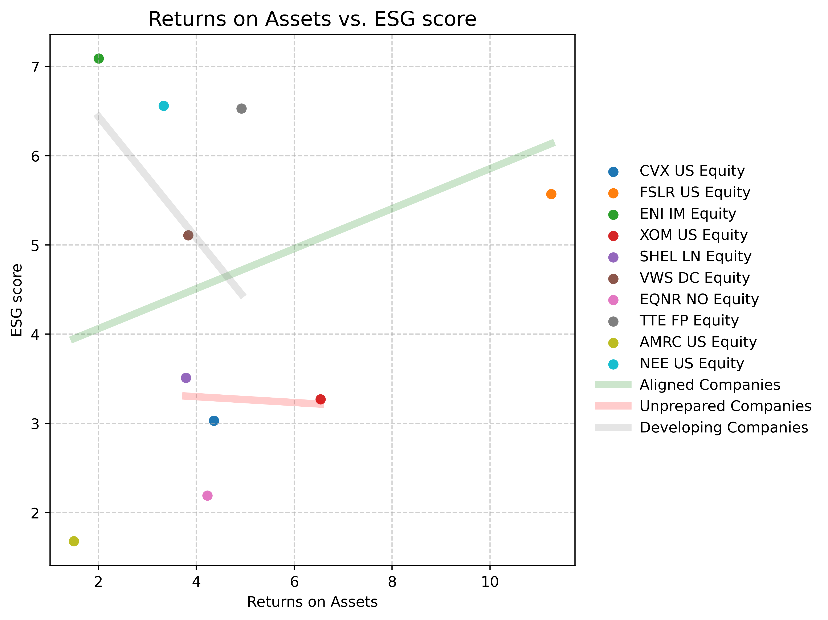 Returns on Assets vs. ESG score
7
6
5
4
3
2
ESG score
2 4 6 8 10
Returns on Assets
CVX US Equity
FSLR US Equity
ENI IM Equity
XOM US Equity
SHEL LN Equity
VWS DC Equity
EQNR NO Equity
TTE FP Equity
AMRC US Equity
NEE US Equity
Aligned Companies
Unprepared Companies
Developing Companies